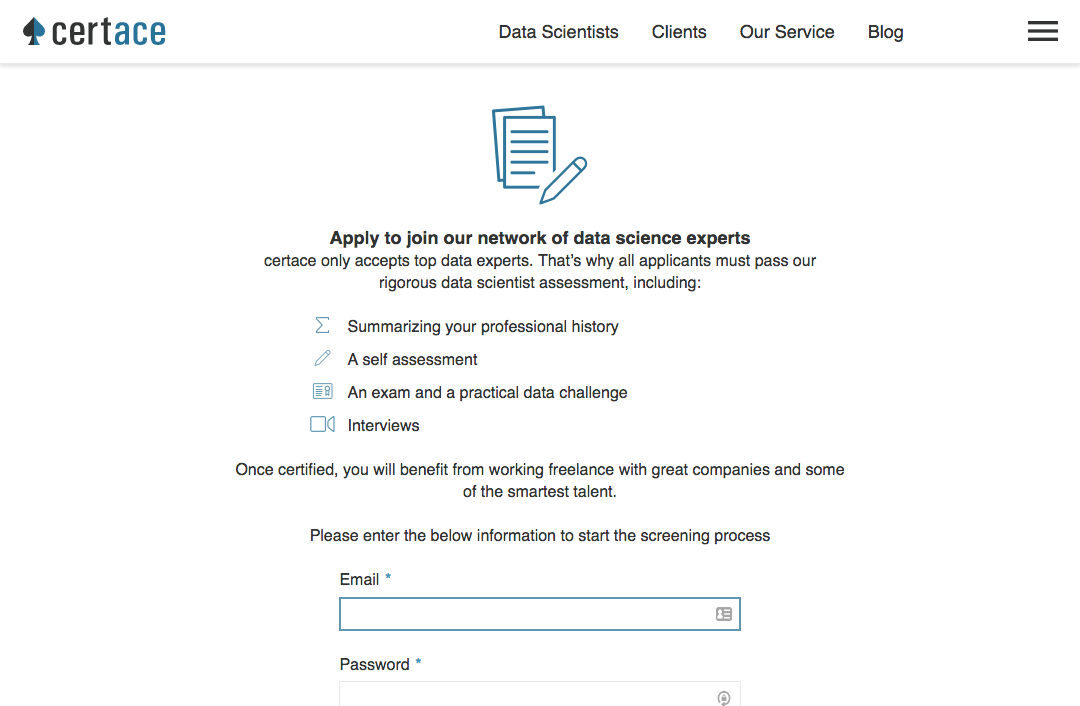 certace
Data Scientists
Clients
Our Service
Blog
Apply to join our network of data science experts
certace only accepts top data experts. That's why all applicants must pass our
rigorous data scientist assessment, including:
Summarizing your professional history
A self assessment
An exam and a practical data challenge
Interviews
Once certified, you will benefit from working freelance with great companies and some
of the smartest talent.
Please enter the below information to start the screening process
Email *
Password *